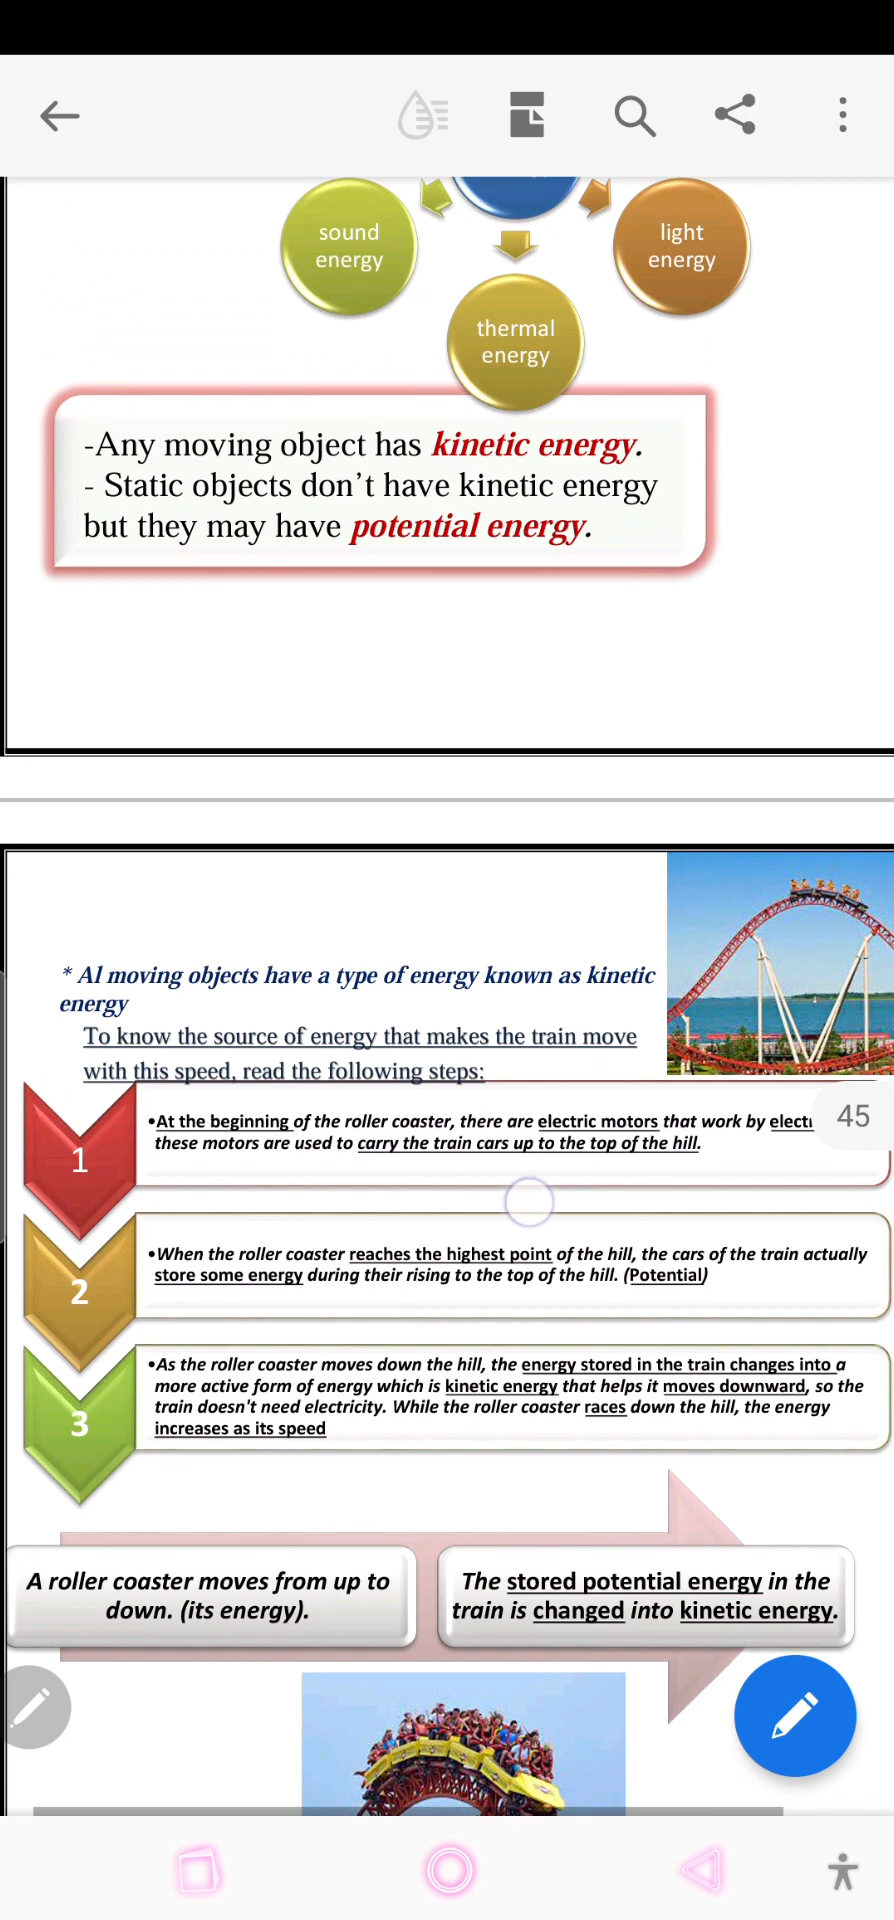 sound
energy
light
energy
thermal
energy
-Any moving object has kinetic energy.
- Static objects don't have kinetic energy
but they may have potential energy.
* Al moving objects have a type of energy known as kinetic
energy
To know the source of energy that makes the train move
with this speed, read the following steps:
45
1
•At the beginning of the roller coaster, there are electric motors that work by
these motors are used to carry the train cars up to the top of the hill.
2
•When the roller coaster reaches the highest point of the hill, the cars of the train actually
store some energy during their rising to the top of the hill. (Potential)
3
•As the roller coaster moves down the hill, the energy stored in the train changes into a
more active form of energy which is kinetic energy that helps it moves downward, so the
train doesn't need electricity. While the roller coaster races down the hill, the energy
increases as its speed
A roller coaster moves from up to
down. (its energy).
The stored potential energy in the
train is changed into kinetic energy.